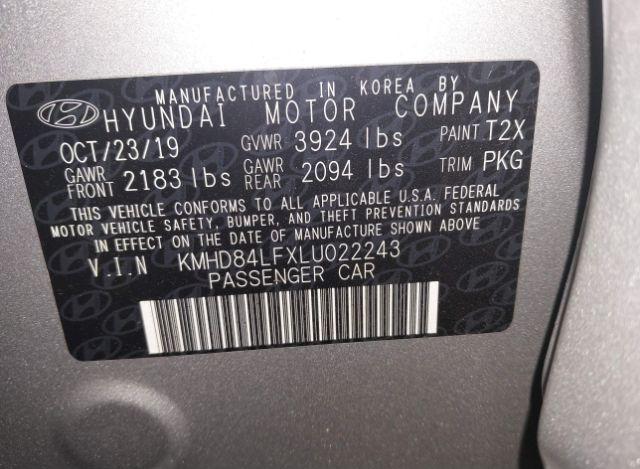 MANUFACTURED IN KOREA BY
HYUNDAI MOTOR COMPANY
OCT/23/19 GVWR 3924 lbs PAINT T2X
GAWR FRONT 2183 lbs GAWR REAR 2094 lbs TRIM PKG
THIS VEHICLE CONFORMS TO ALL APPLICABLE U.S.A. FEDERAL
MOTOR VEHICLE SAFETY, BUMPER, AND THEFT PREVENTION STANDARDS
IN EFFECT ON THE DATE OF MANUFACTURE SHOWN ABOVE
V.I.N KMHD84LFXLU022243
PASSENGER CAR